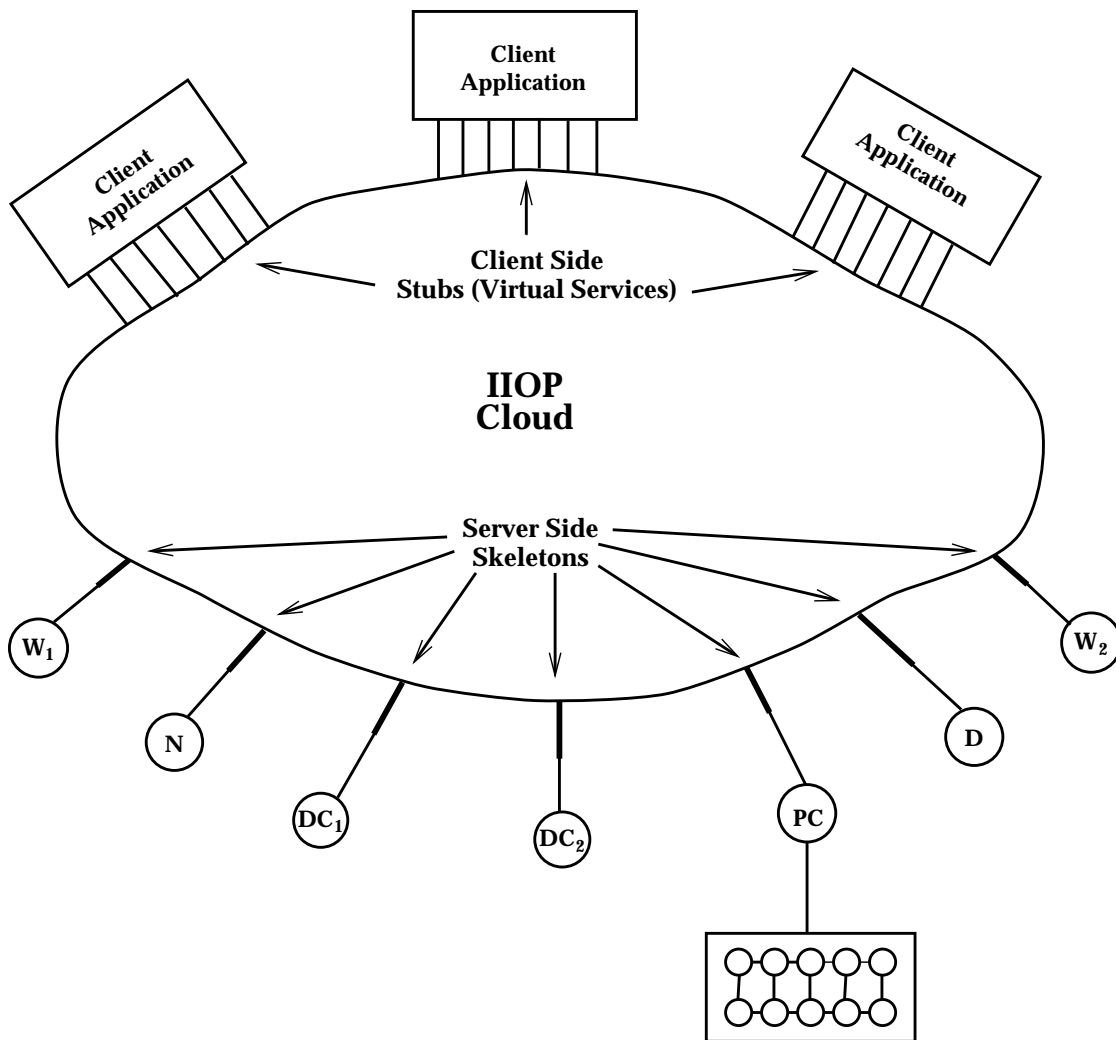 Client
Application
Client
Application
Client
Application
Client Side
Stubs (Virtual Services)
IIOP
Cloud
Server Side
Skeletons
W1
N
DC1
DC2
PC
D
W2